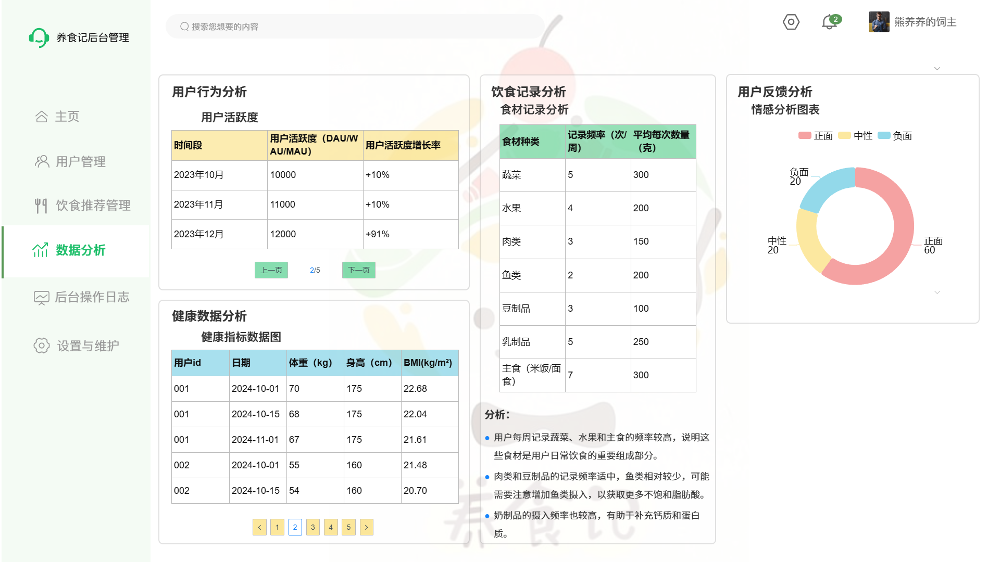 养食记后台管理
搜索您想要的内容
2
熊养养的饲主
主页
用户管理
饮食推荐管理
数据分析
后台操作日志
设置与维护
用户行为分析
用户活跃度
时间段 用户活跃度（DAU/W 用户活跃度增长率
AU/MAU）
2023年10月 10000 +10%
2023年11月 11000 +10%
2023年12月 12000 +91%
上一页 2/5 下一页
健康数据分析
健康指标数据图
用户id 日期 体重（kg） 身高（cm） BMI(kg/m²)
001 2024-10-01 70 175 22.68
001 2024-10-15 68 175 22.04
001 2024-11-01 67 175 21.61
002 2024-10-01 55 160 21.48
002 2024-10-15 54 160 20.70
< 1 2 3 4 5 >
饮食记录分析
食材记录分析
食材种类 记录频率（次/ 平均每次数量
周） （克）
蔬菜 5 300
水果 4 200
肉类 3 150
鱼类 2 200
豆制品 3 100
乳制品 5 250
主食（米饭/面 7 300
食）
分析：
用户每周记录蔬菜、水果和主食的频率较高，说明这
些食材是用户日常饮食的重要组成部分。
肉类和豆制品的记录频率适中，鱼类相对较少，可能
需要注意增加鱼类摄入，以获取更多不饱和脂肪酸。
奶制品的摄入频率也较高，有助于补充钙质和蛋白
质。
养食记
用户反馈分析
情感分析图表
正面 中性 负面
负面
20
中性
20
正面
60